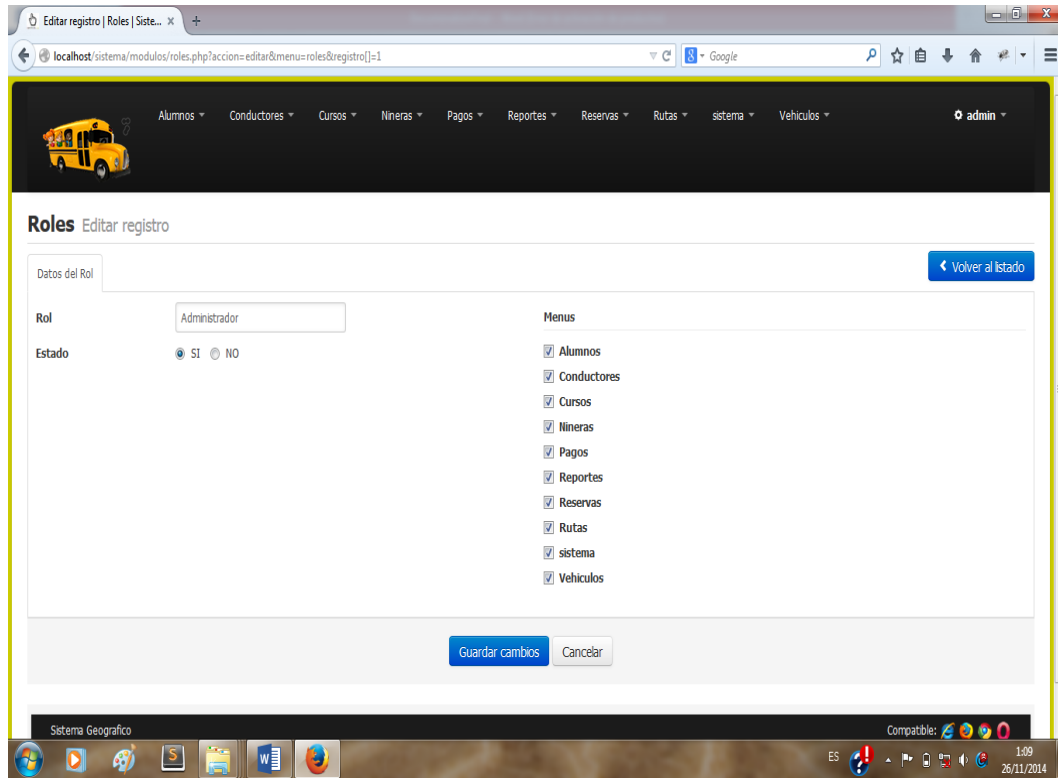 Editar registro | Roles | Siste...
localhost/sistema/modulos/roles.php?accion=editar&menu=roles&registro[]=1
Google
Alumnos Conductores Cursos Nineras Pagos Reportes Reservas Rutas sistema Vehiculos admin
Roles Editar registro
Datos del Rol
Volver al listado
Rol
Administrador
Estado
SI NO
Menus
Alumnos
Conductores
Cursos
Nineras
Pagos
Reportes
Reservas
Rutas
sistema
Vehiculos
Guardar cambios
Cancelar
Sistema Geografico
Compatible:
ES
1:09
26/11/2014